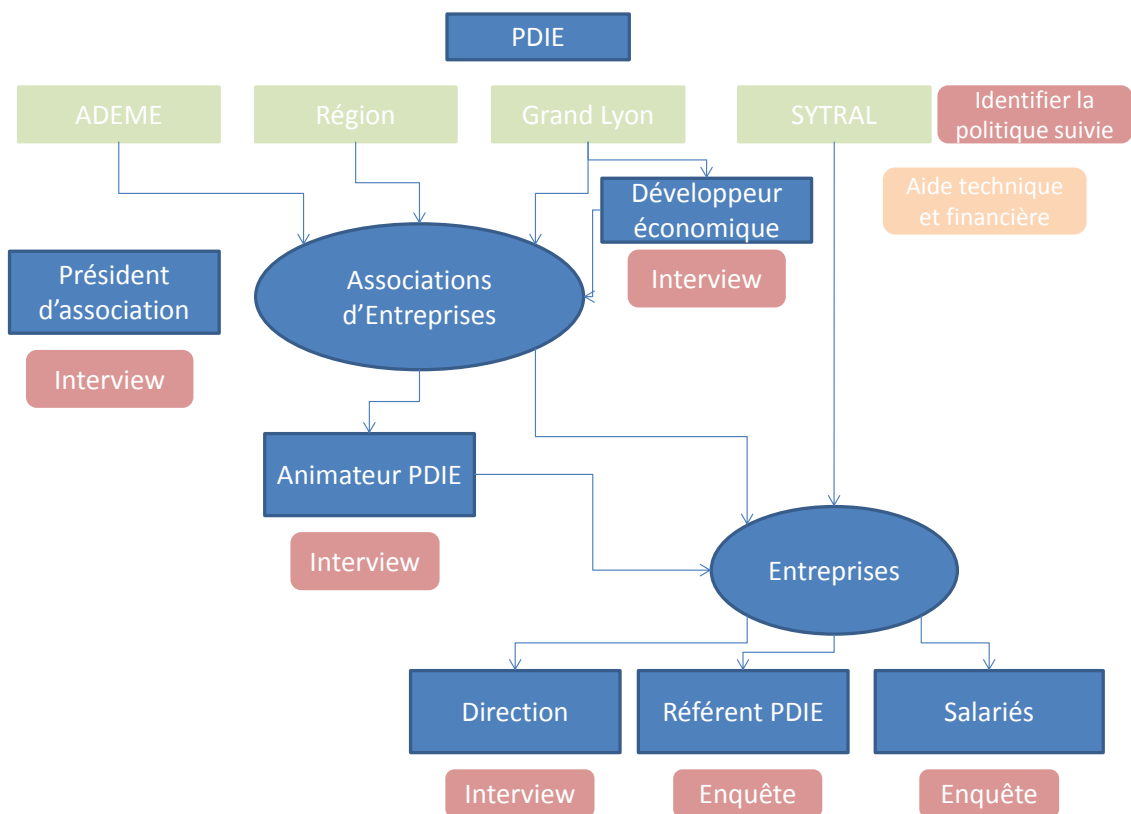 PDIE
ADEME
Région
Grand Lyon
SYTRAL
Identifier la
politique suivie
Aide technique
et financière
Développeur
économique
Interview
Président
d’association
Interview
Associations
d’Entreprises
Animateur PDIE
Interview
Entreprises
Direction
Référent PDIE
Salariés
Interview
Enquête
Enquête